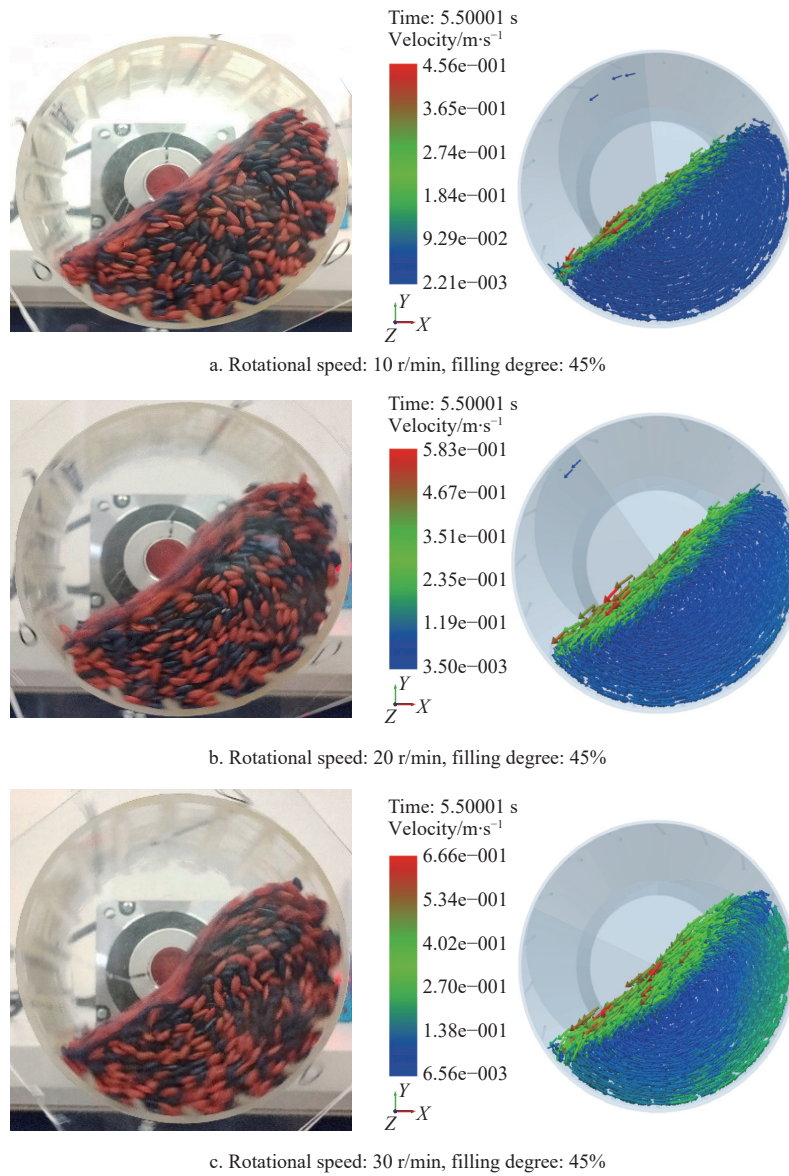 Time: 5.50001 s
Velocity/m·s⁻¹
4.56e−001
3.65e−001
2.74e−001
1.84e−001
9.29e−002
2.21e−003
Y
Z X
a. Rotational speed: 10 r/min, filling degree: 45%
Time: 5.50001 s
Velocity/m·s⁻¹
5.83e−001
4.67e−001
3.51e−001
2.35e−001
1.19e−001
3.50e−003
Y
Z X
b. Rotational speed: 20 r/min, filling degree: 45%
Time: 5.50001 s
Velocity/m·s⁻¹
6.66e−001
5.34e−001
4.02e−001
2.70e−001
1.38e−001
6.56e−003
Y
Z X
c. Rotational speed: 30 r/min, filling degree: 45%